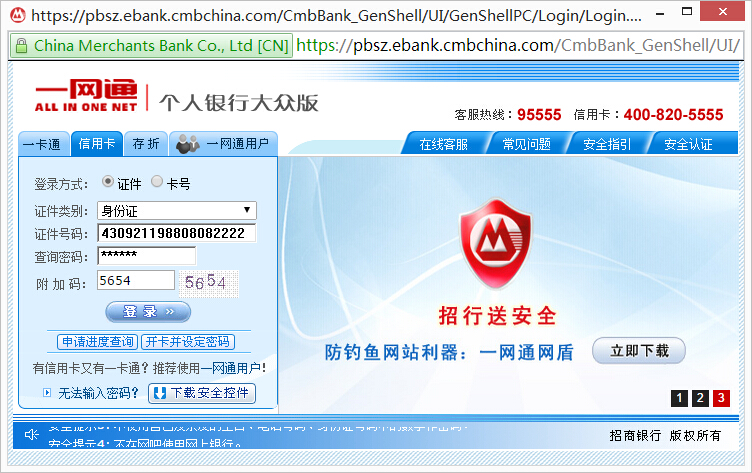 https://pbsz.ebank.cmbchina.com/CmbBank_GenShell/UI/GenShellPC/Login/Login....
China Merchants Bank Co., Ltd [CN] https://pbsz.ebank.cmbchina.com/CmbBank_GenShell/UI/
一网通
ALL IN ONE NET
个人银行大众版
客服热线：95555 信用卡：400-820-5555
一卡通 信用卡 存 折 一网通用户
在线客服 常见问题 安全指引 安全认证
登录方式： 证件 卡号
证件类别： 身份证
证件号码： 430921198808082222
查询密码： ******
附 加 码： 5654 5654
登 录 >>
申请进度查询 开卡并设定密码
有信用卡又有一卡通？推荐使用一网通用户！
无法输入密码？ 下载安全控件
招行送安全
防钓鱼网站利器：一网通网盾 立即下载
1 2 3
安全提示4：不在网吧使用网上银行。
招商银行 版权所有